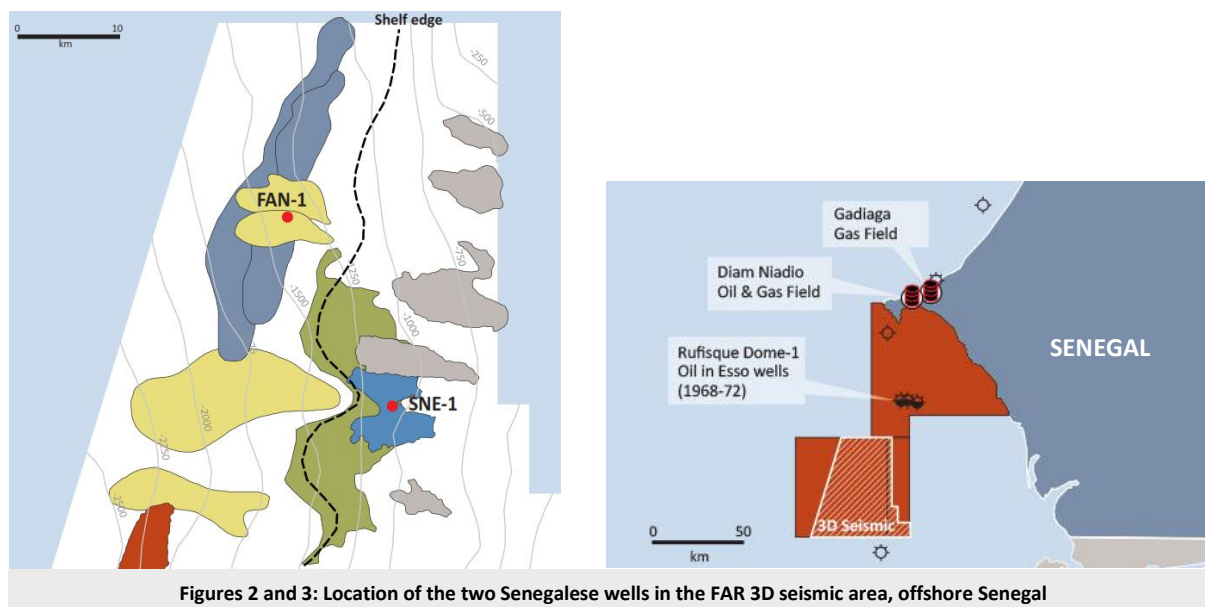 Shelf edge
0 10
km
-250
-500
FAN-1
-750
250
-1500
-1000
SNE-1
-2000
-2500
Gadiaga
Gas Field
Diam Niadio
Oil & Gas Field
SENEGAL
Rufisque Dome-1
Oil in Esso wells
(1968-72)
3D Seismic
0 50
km
Figures 2 and 3: Location of the two Senegalese wells in the FAR 3D seismic area, offshore Senegal